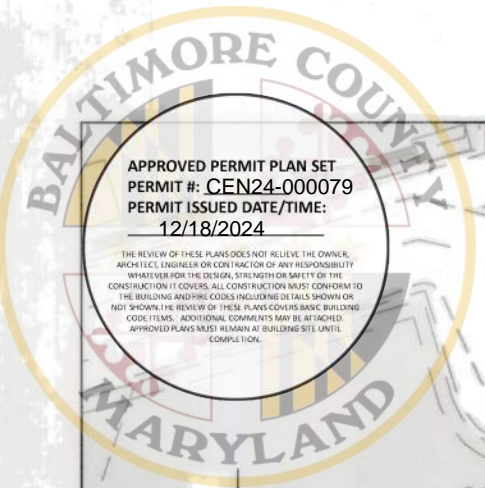 BALTIMORE COUNTY
APPROVED PERMIT PLAN SET
PERMIT #: CEN24-000079
PERMIT ISSUED DATE/TIME:
12/18/2024
THE REVIEW OF THESE PLANS DOES NOT RELIEVE THE OWNER,
ARCHITECT, ENGINEER OR CONTRACTOR OF ANY RESPONSIBILITY
WHATEVER FOR THE DESIGN, STRENGTH OR SAFETY OF THE
CONSTRUCTION IT COVERS. ALL CONSTRUCTION MUST CONFORM TO
THE BUILDING AND FIRE CODES INCLUDING DETAILS SHOWN OR
NOT SHOWN.THE REVIEW OF THESE PLANS COVERS BASIC BUILDING
CODE ITEMS. ADDITIONAL COMMENTS MAY BE ATTACHED.
APPROVED PLANS MUST REMAIN AT BUILDING SITE UNTIL
COMPLETION.
MARYLAND